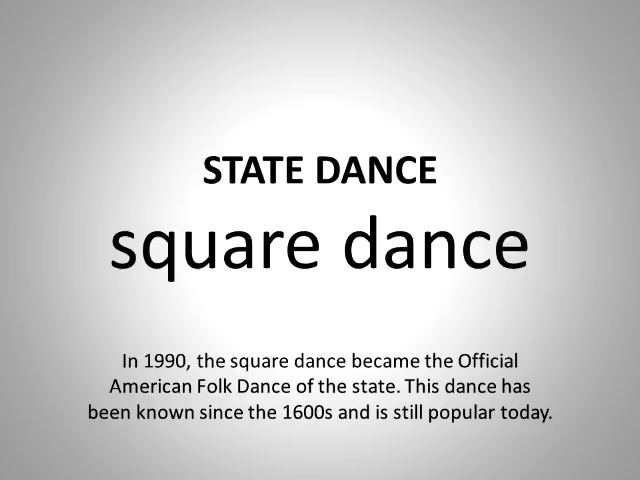 STATE DANCE
square dance
In 1990, the square dance became the Official
American Folk Dance of the state. This dance has
been known since the 1600s and is still popular today.